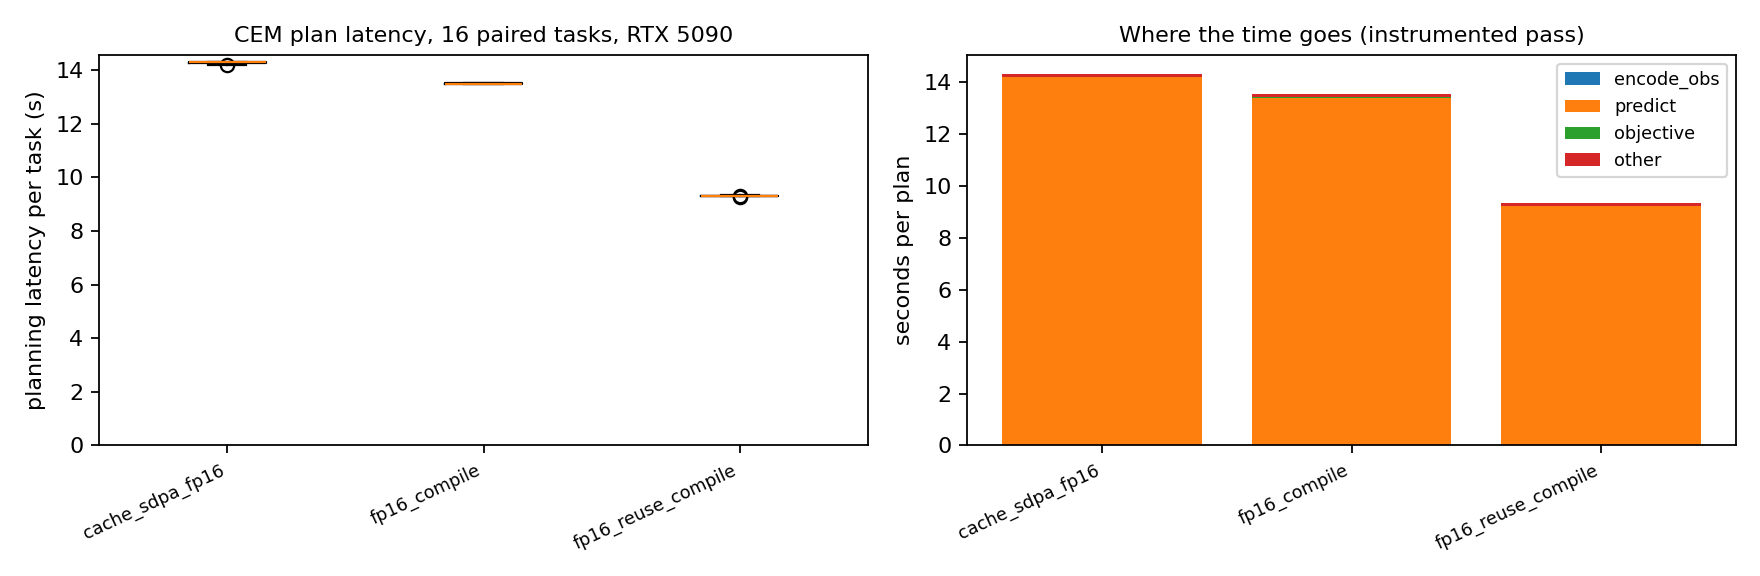 CEM plan latency, 16 paired tasks, RTX 5090
planning latency per task (s)
14
12
10
8
6
4
2
0
cache_sdpa_fp16
fp16_compile
fp16_reuse_compile
Where the time goes (instrumented pass)
seconds per plan
14
12
10
8
6
4
2
0
encode_obs
predict
objective
other
cache_sdpa_fp16
fp16_compile
fp16_reuse_compile